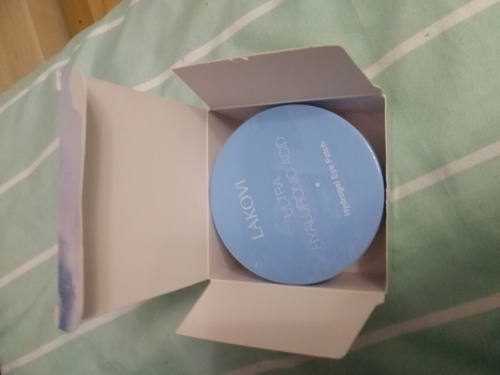 LAKOVI
ULTRA
HYALURONIC ACID
Hydrogel Eye Patch